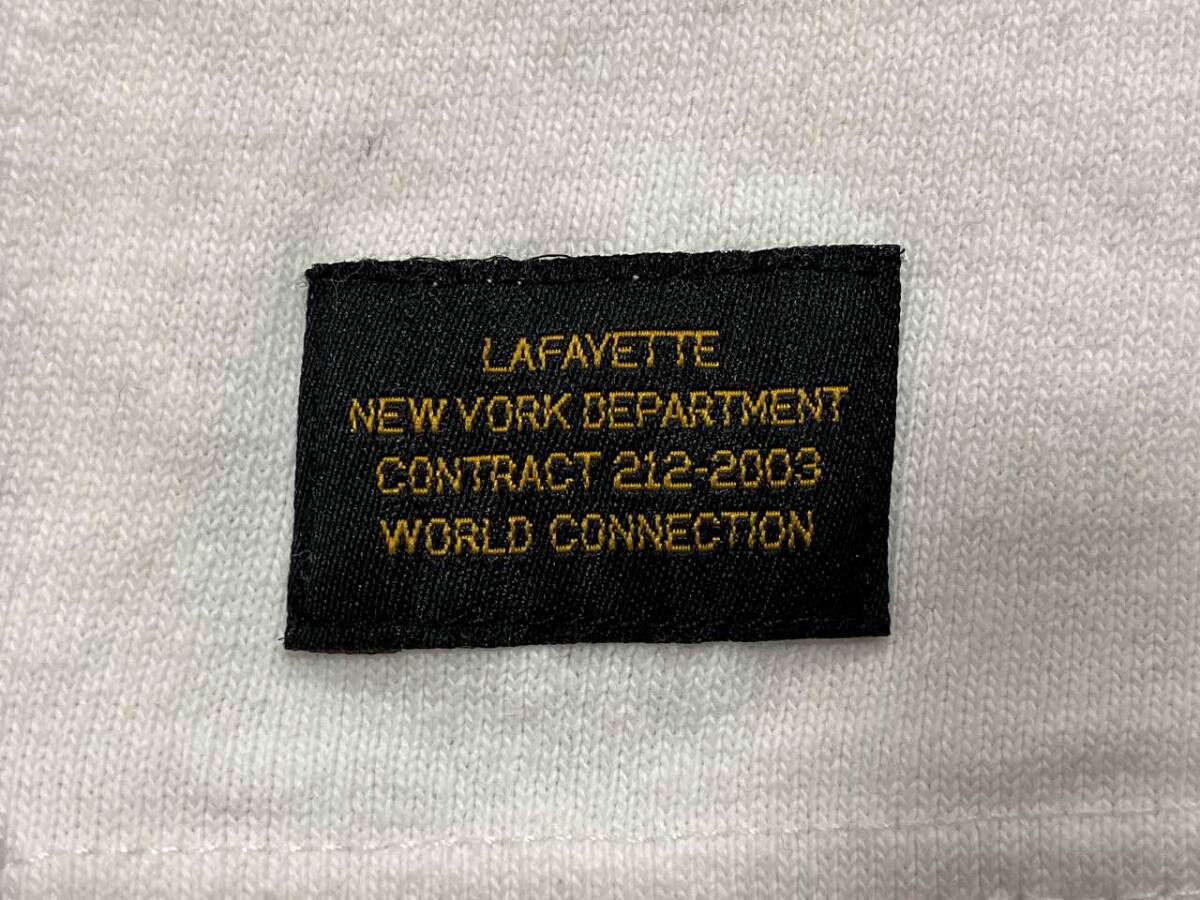 LAFAYETTE
NEW YORK DEPARTMENT
CONTRACT 212-2003
WORLD CONNECTION